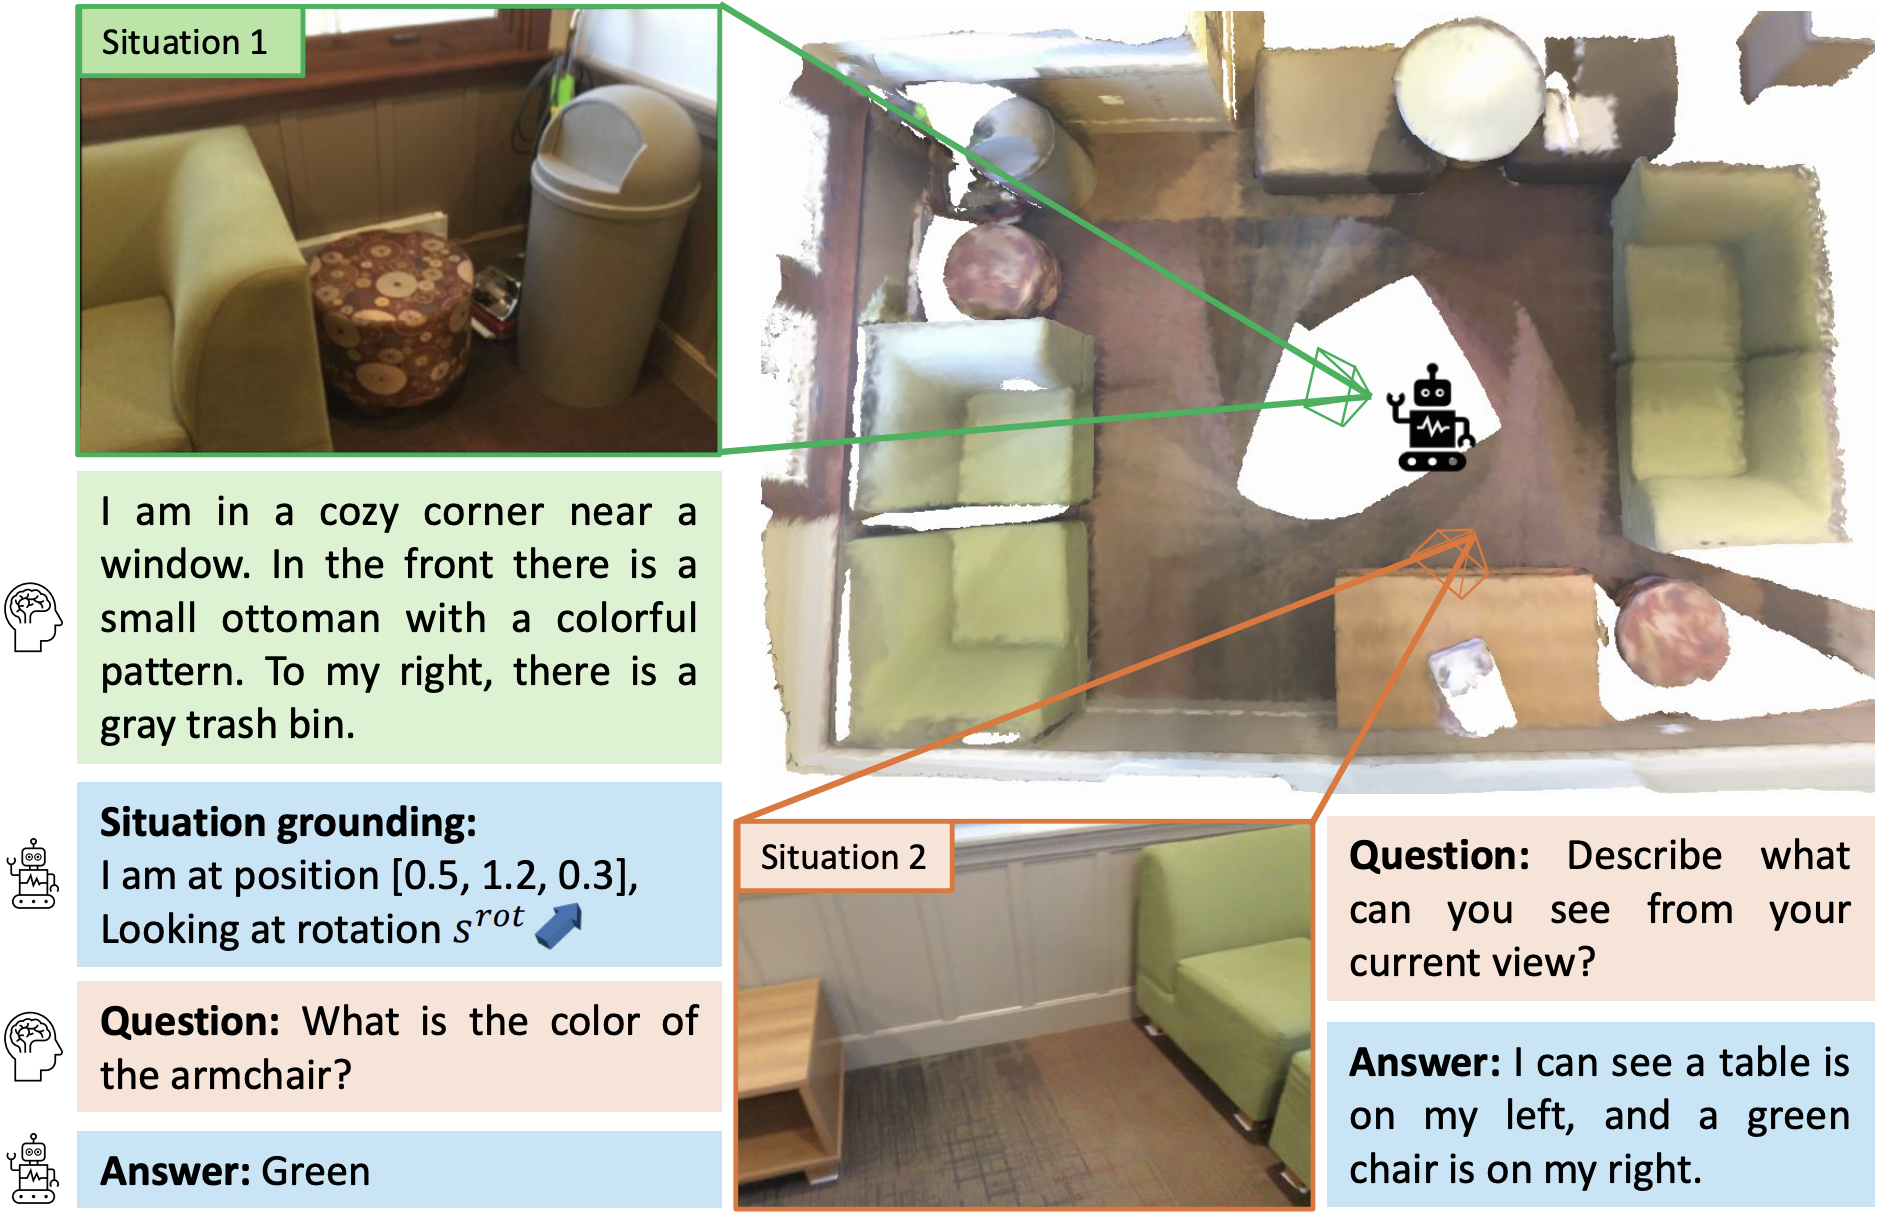 Situation 1
I am in a cozy corner near a
window. In the front there is a
small ottoman with a colorful
pattern. To my right, there is a
gray trash bin.
Situation grounding:
I am at position [0.5, 1.2, 0.3],
Looking at rotation s^rot
Question: What is the color of
the armchair?
Answer: Green
Situation 2
Question: Describe what
can you see from your
current view?
Answer: I can see a table is
on my left, and a green
chair is on my right.